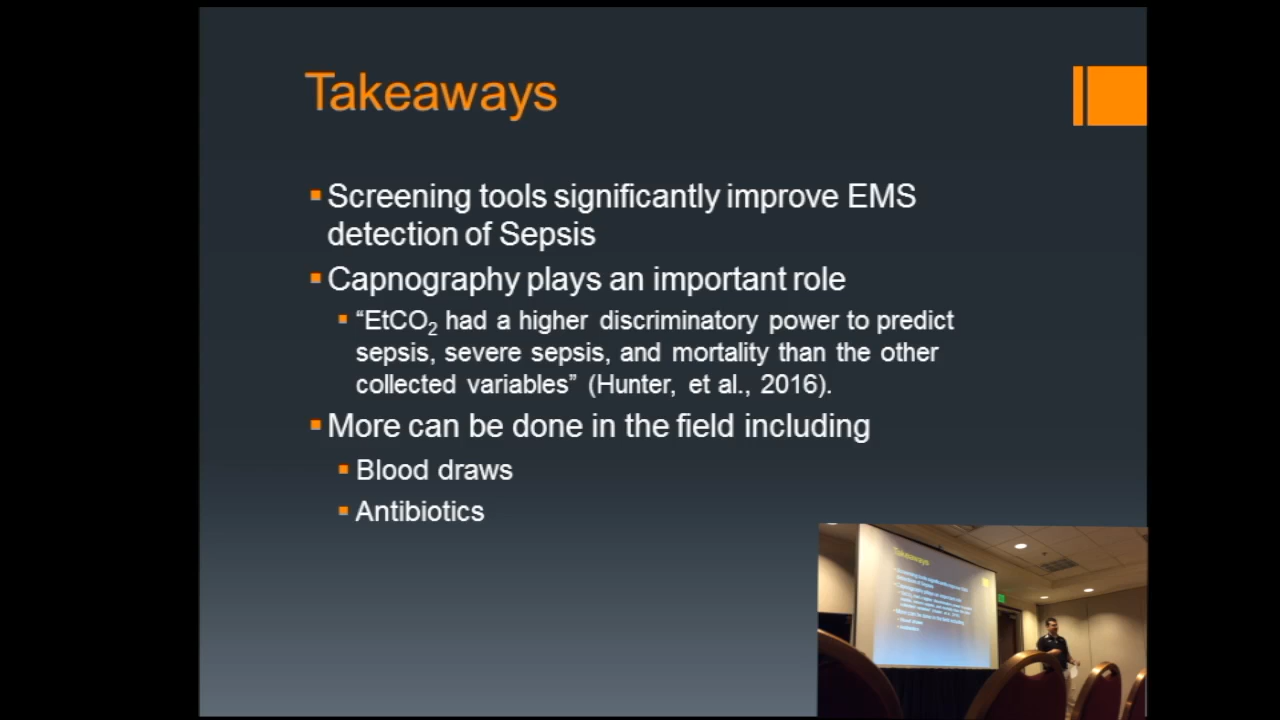 Takeaways
Screening tools significantly improve EMS
detection of Sepsis
Capnography plays an important role
“EtCO₂ had a higher discriminatory power to predict
sepsis, severe sepsis, and mortality than the other
collected variables” (Hunter, et al., 2016).
More can be done in the field including
Blood draws
Antibiotics
Takeaways